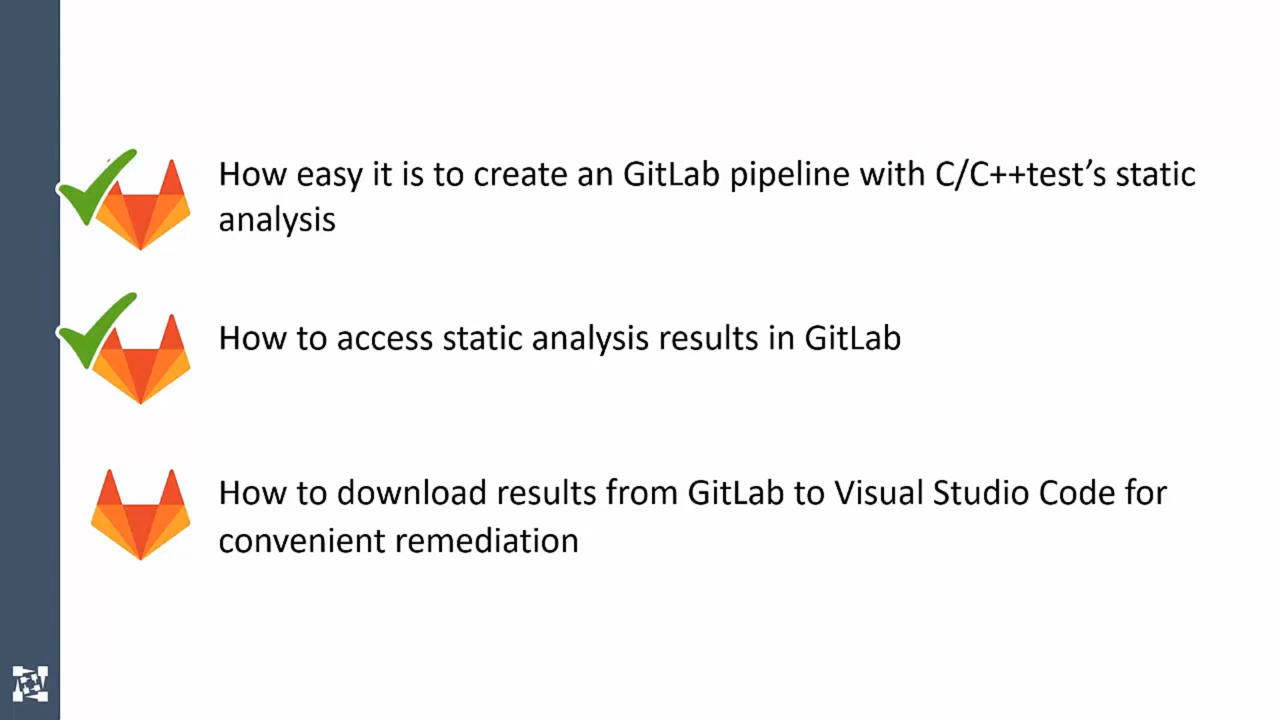 How easy it is to create an GitLab pipeline with C/C++test’s static
analysis
How to access static analysis results in GitLab
How to download results from GitLab to Visual Studio Code for
convenient remediation